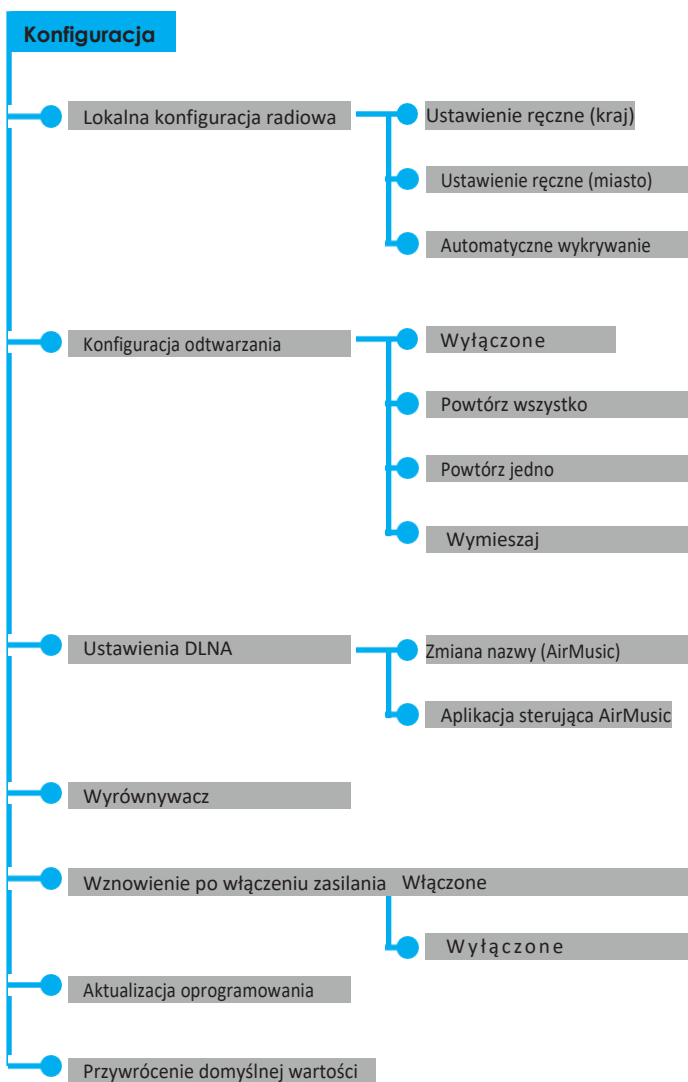 Konfiguracja
Lokalna konfiguracja radiowa
Ustawienie ręczne (kraj)
Ustawienie ręczne (miasto)
Automatyczne wykrywanie
Konfiguracja odtwarzania
Wyłączone
Powtórz wszystko
Powtórz jedno
Wymieszaj
Ustawienia DLNA
Zmiana nazwy (AirMusic)
Aplikacja sterująca AirMusic
Wyrównywacz
Wznowienie po włączeniu zasilania Włączone
Wyłączone
Aktualizacja oprogramowania
Przywrócenie domyślnej wartości